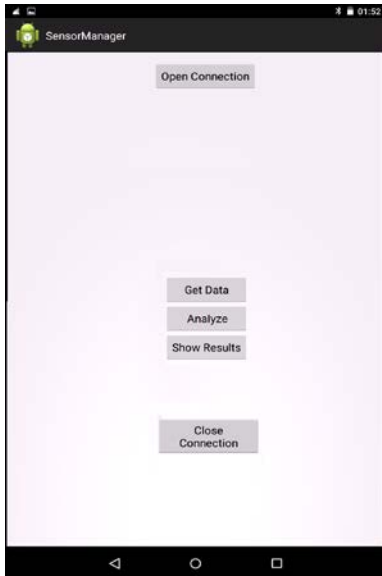 01:52
SensorManager
Open Connection
Get Data
Analyze
Show Results
Close
Connection